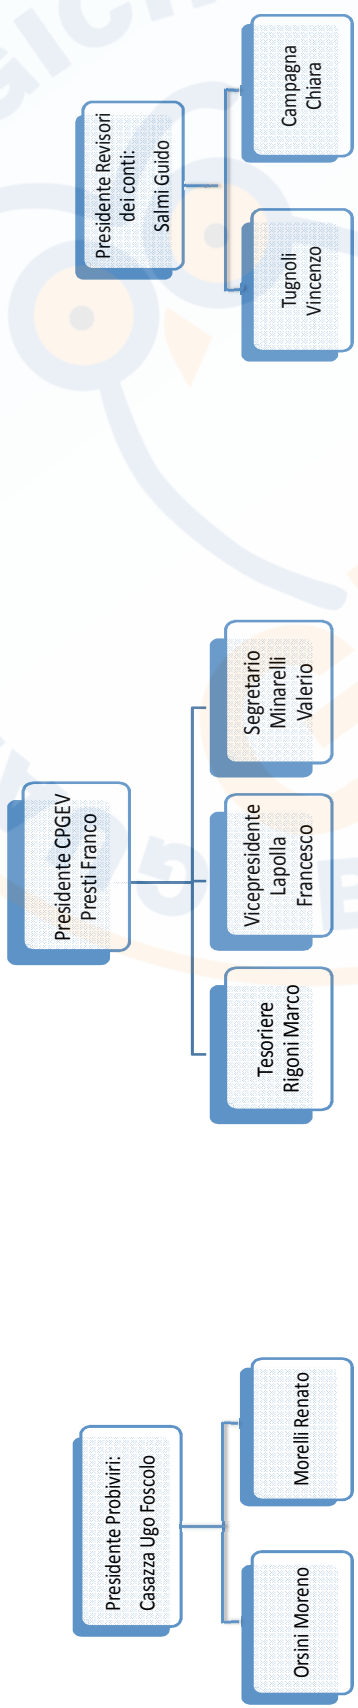 Presidente Probiviri:
Casazza Ugo Foscolo
Orsini Moreno
Morelli Renato
Presidente CPGEV
Presti Franco
Tesoriere
Rigoni Marco
Vicepresidente
Lapolla
Francesco
Segretario
Minarelli
Valerio
Presidente Revisori
dei conti:
Salmi Guido
Tugnoli
Vincenzo
Campagna
Chiara